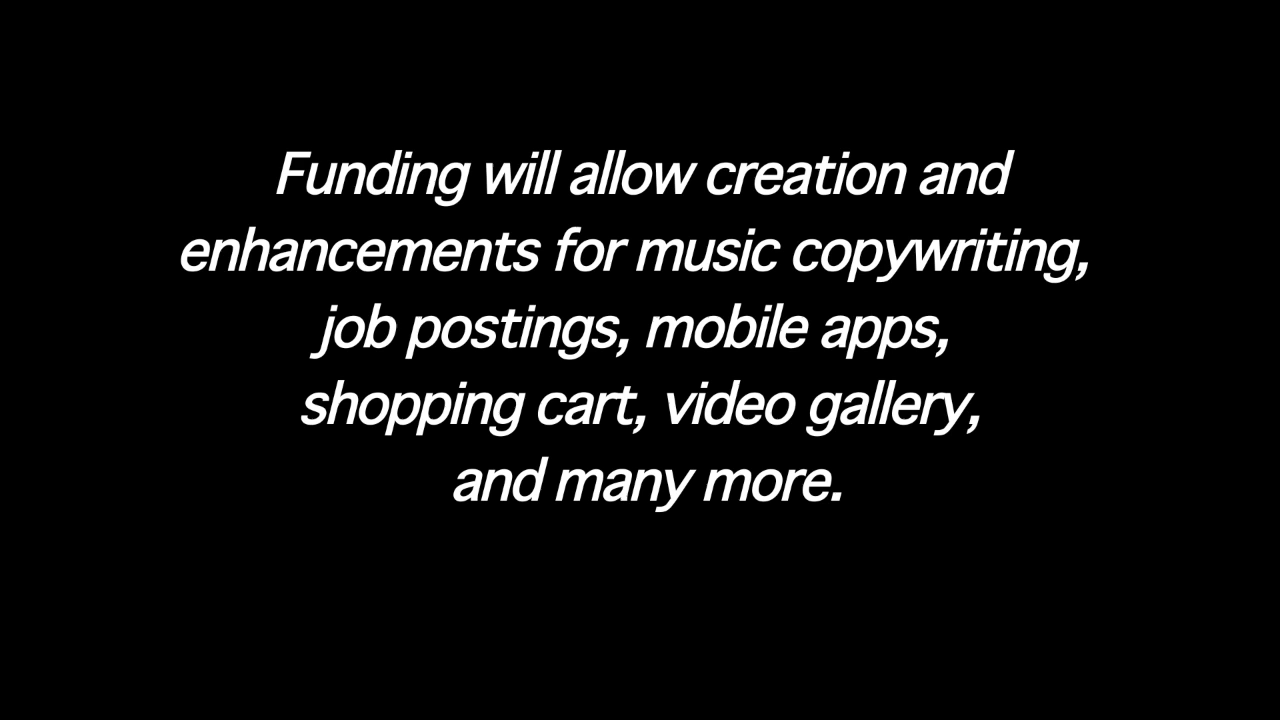 Funding will allow creation and
enhancements for music copywriting,
job postings, mobile apps,
shopping cart, video gallery,
and many more.